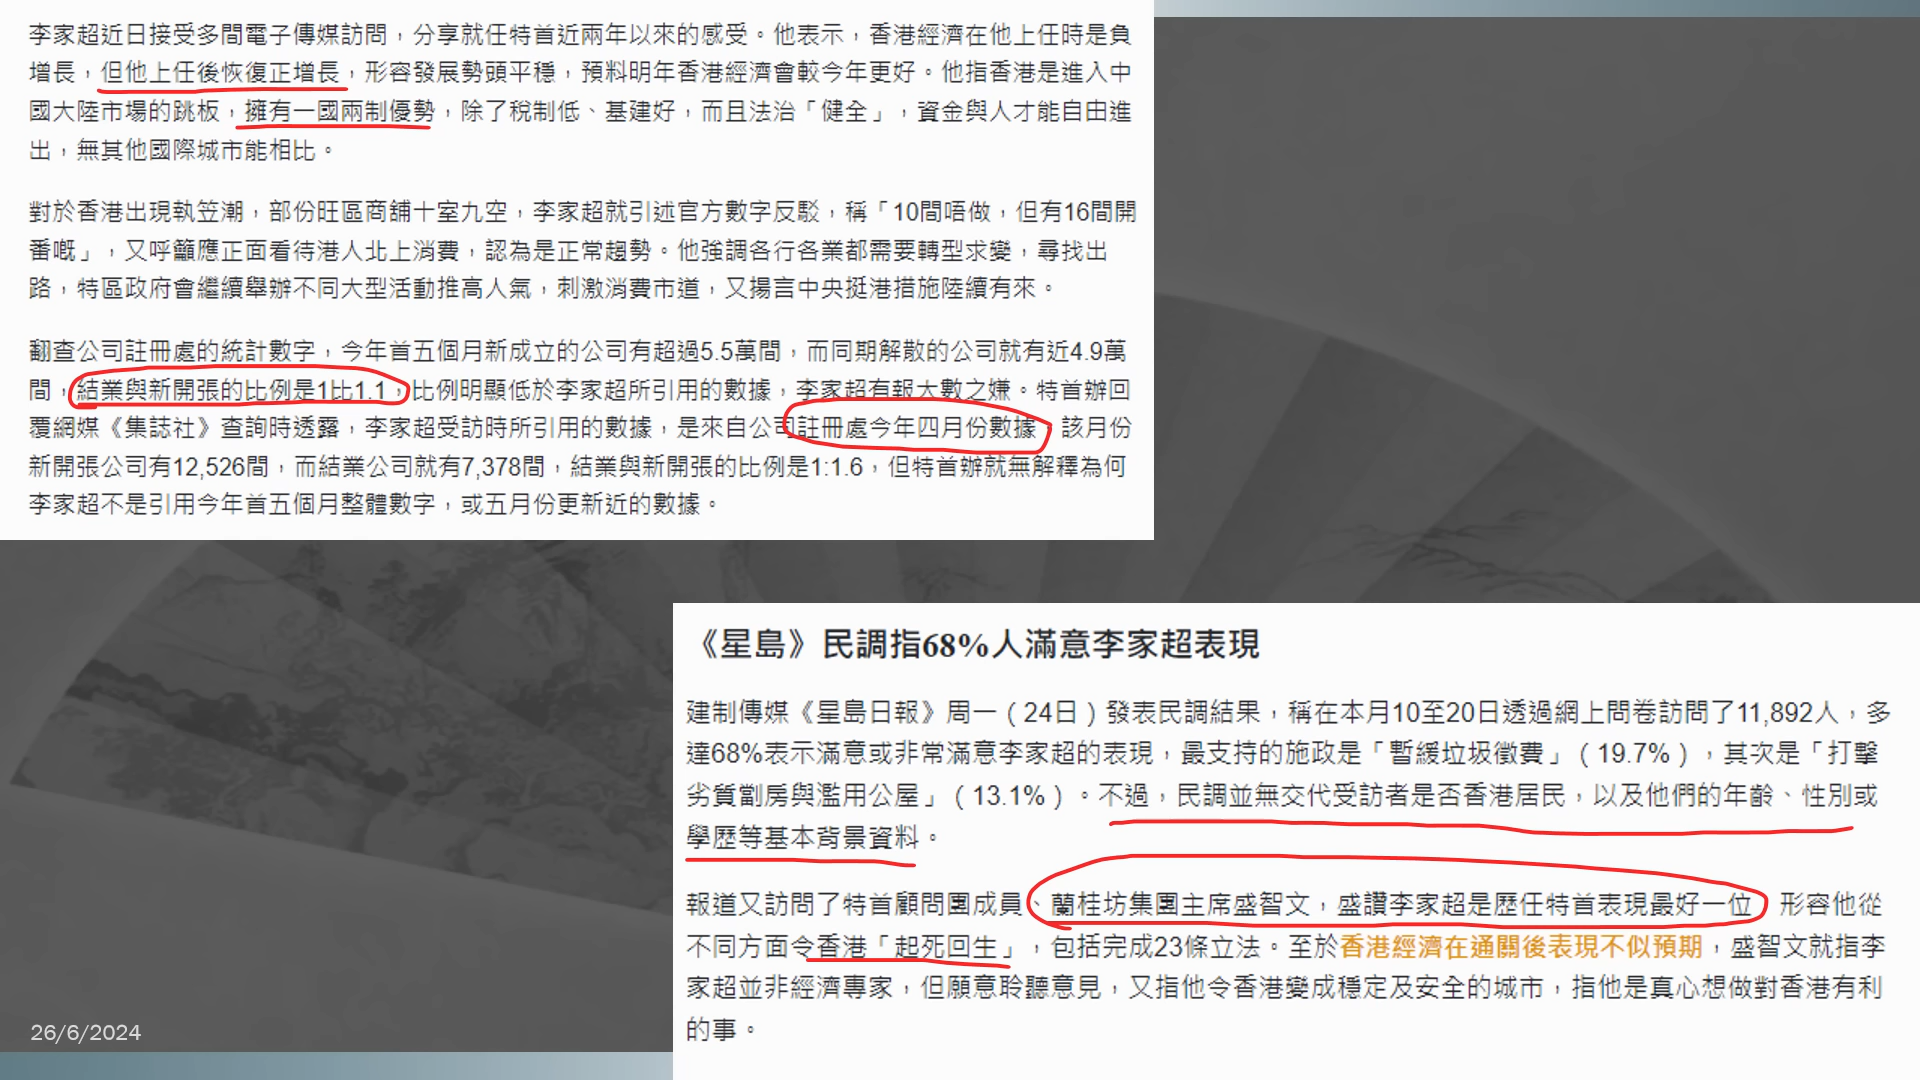 李家超近日接受多間電子傳媒訪問，分享就任特首近兩年以來的感受。他表示，香港經濟在他上任時是負
增長，但他上任後恢復正增長，形容發展勢頭平穩，預料明年香港經濟會較今年更好。他指香港是進入中
國大陸市場的跳板，擁有一國兩制優勢，除了稅制低、基建好，而且法治「健全」，資金與人才能自由進
出，無其他國際城市能相比。
對於香港出現執笠潮，部份旺區商舖十室九空，李家超就引述官方數字反駁，稱「10間唔做，但有16間開
番嘅」，又呼籲應正面看待港人北上消費，認為是正常趨勢。他強調各行各業都需要轉型求變，尋找出
路，特區政府會繼續舉辦不同大型活動推高人氣，刺激消費市道，又揚言中央挺港措施陸續有來。
翻查公司註冊處的統計數字，今年首五個月新成立的公司有超過5.5萬間，而同期解散的公司就有近4.9萬
間，結業與新開張的比例是1比1.1，比例明顯低於李家超所引用的數據，李家超有報大數之嫌。特首辦回
覆網媒《集誌社》查詢時透露，李家超受訪時所引用的數據，是來自公司註冊處今年四月份數據，該月份
新開張公司有12,526間，而結業公司就有7,378間，結業與新開張的比例是1:1.6，但特首辦就無解釋為何
李家超不是引用今年首五個月整體數字，或五月份更新近的數據。
《星島》民調指68%人滿意李家超表現
建制傳媒《星島日報》周一（24日）發表民調結果，稱在本月10至20日透過網上問卷訪問了11,892人，多
達68%表示滿意或非常滿意李家超的表現，最支持的施政是「暫緩垃圾徵費」（19.7%），其次是「打擊
劣質劏房與濫用公屋」（13.1%）。不過，民調並無交代受訪者是否香港居民，以及他們的年齡、性別或
學歷等基本背景資料。
報道又訪問了特首顧問團成員、蘭桂坊集團主席盛智文，盛讚李家超是歷任特首表現最好一位，形容他從
不同方面令香港「起死回生」，包括完成23條立法。至於香港經濟在通關後表現不似預期，盛智文就指李
家超並非經濟專家，但願意聆聽意見，又指他令香港變成穩定及安全的城市，指他是真心想做對香港有利
的事。
26/6/2024